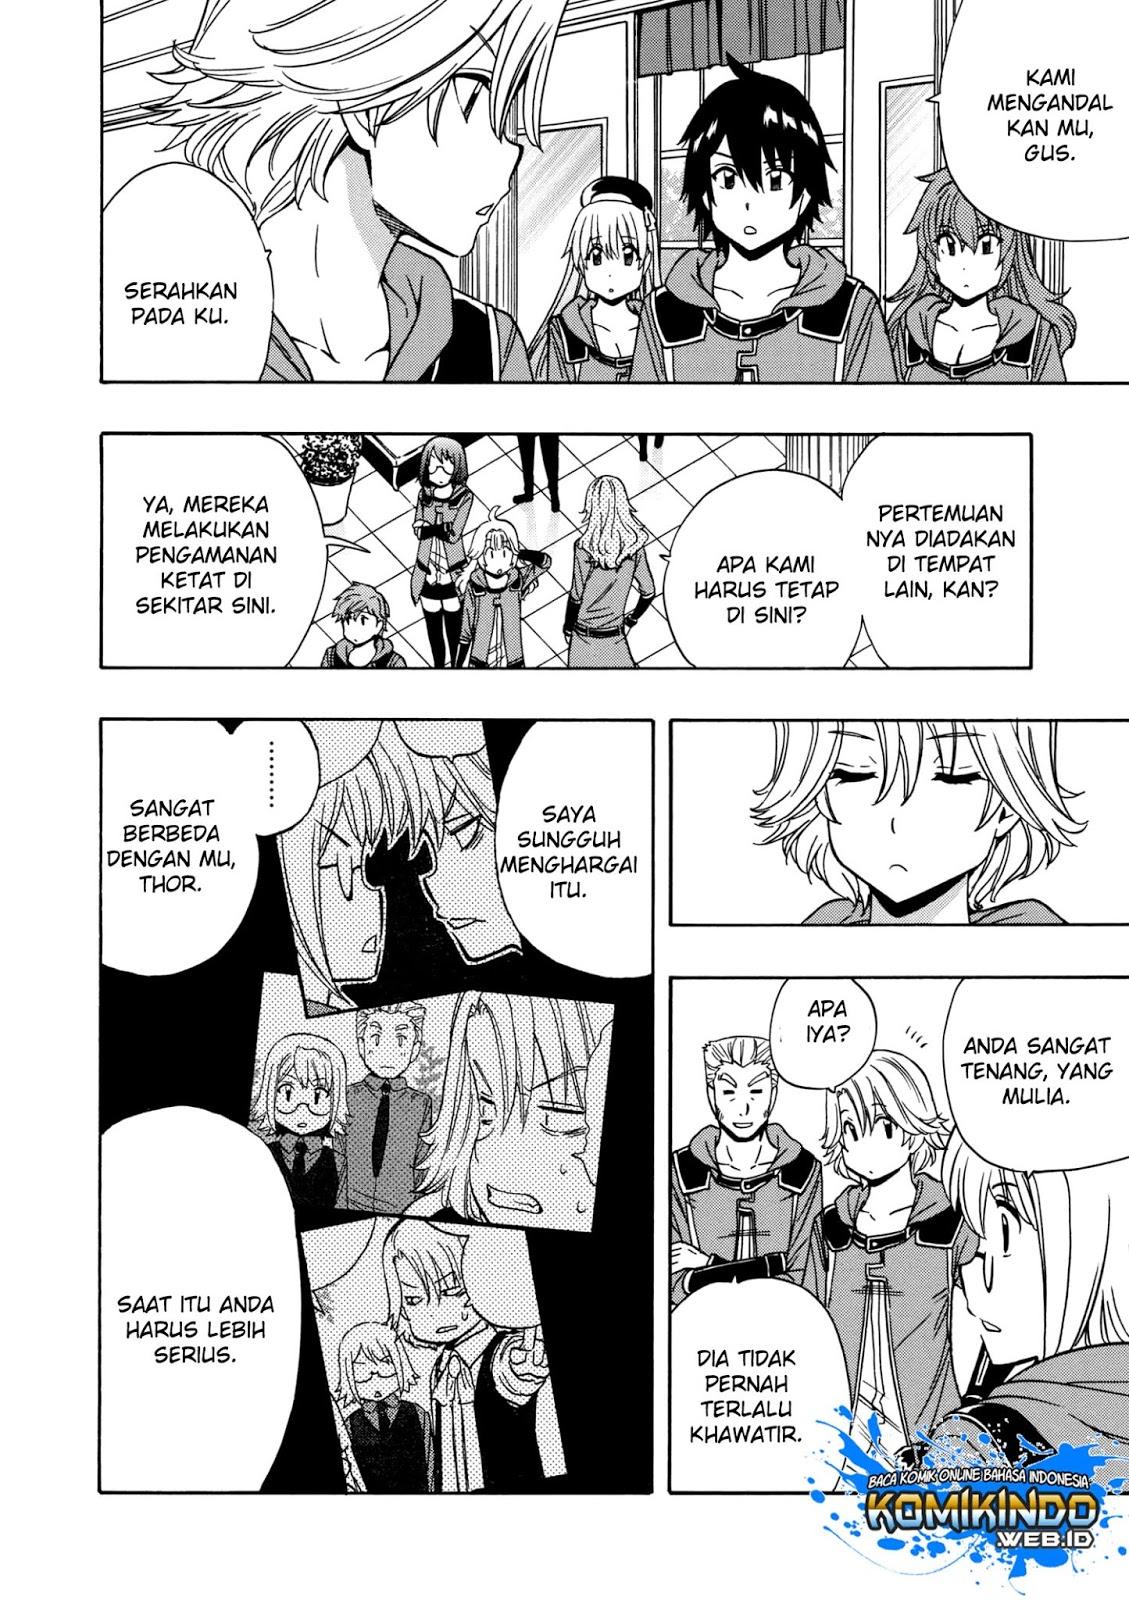 KAMI
MENGANDAL
KAN MU,
GUS.
SERAHKAN
PADA KU.
PERTEMUAN
NYA DIADAKAN
DI TEMPAT
LAIN, KAN?
APA KAMI
HARUS TETAP
DI SINI?
YA, MEREKA
MELAKUKAN
PENGAMANAN
KETAT DI
SEKITAR SINI.
ANDA SANGAT
TENANG, YANG
MULIA.
APA
IYA?
DIA TIDAK
PERNAH
TERLALU
KHAWATIR.
SAYA
SUNGGUH
MENGHARGAI
ITU.
.........
SANGAT
BERBEDA
DENGAN MU,
THOR.
SAAT ITU ANDA
HARUS LEBIH
SERIUS.
BACA KOMIK ONLINE BAHASA INDONESIA
KOMIKINDO
.WEB.ID